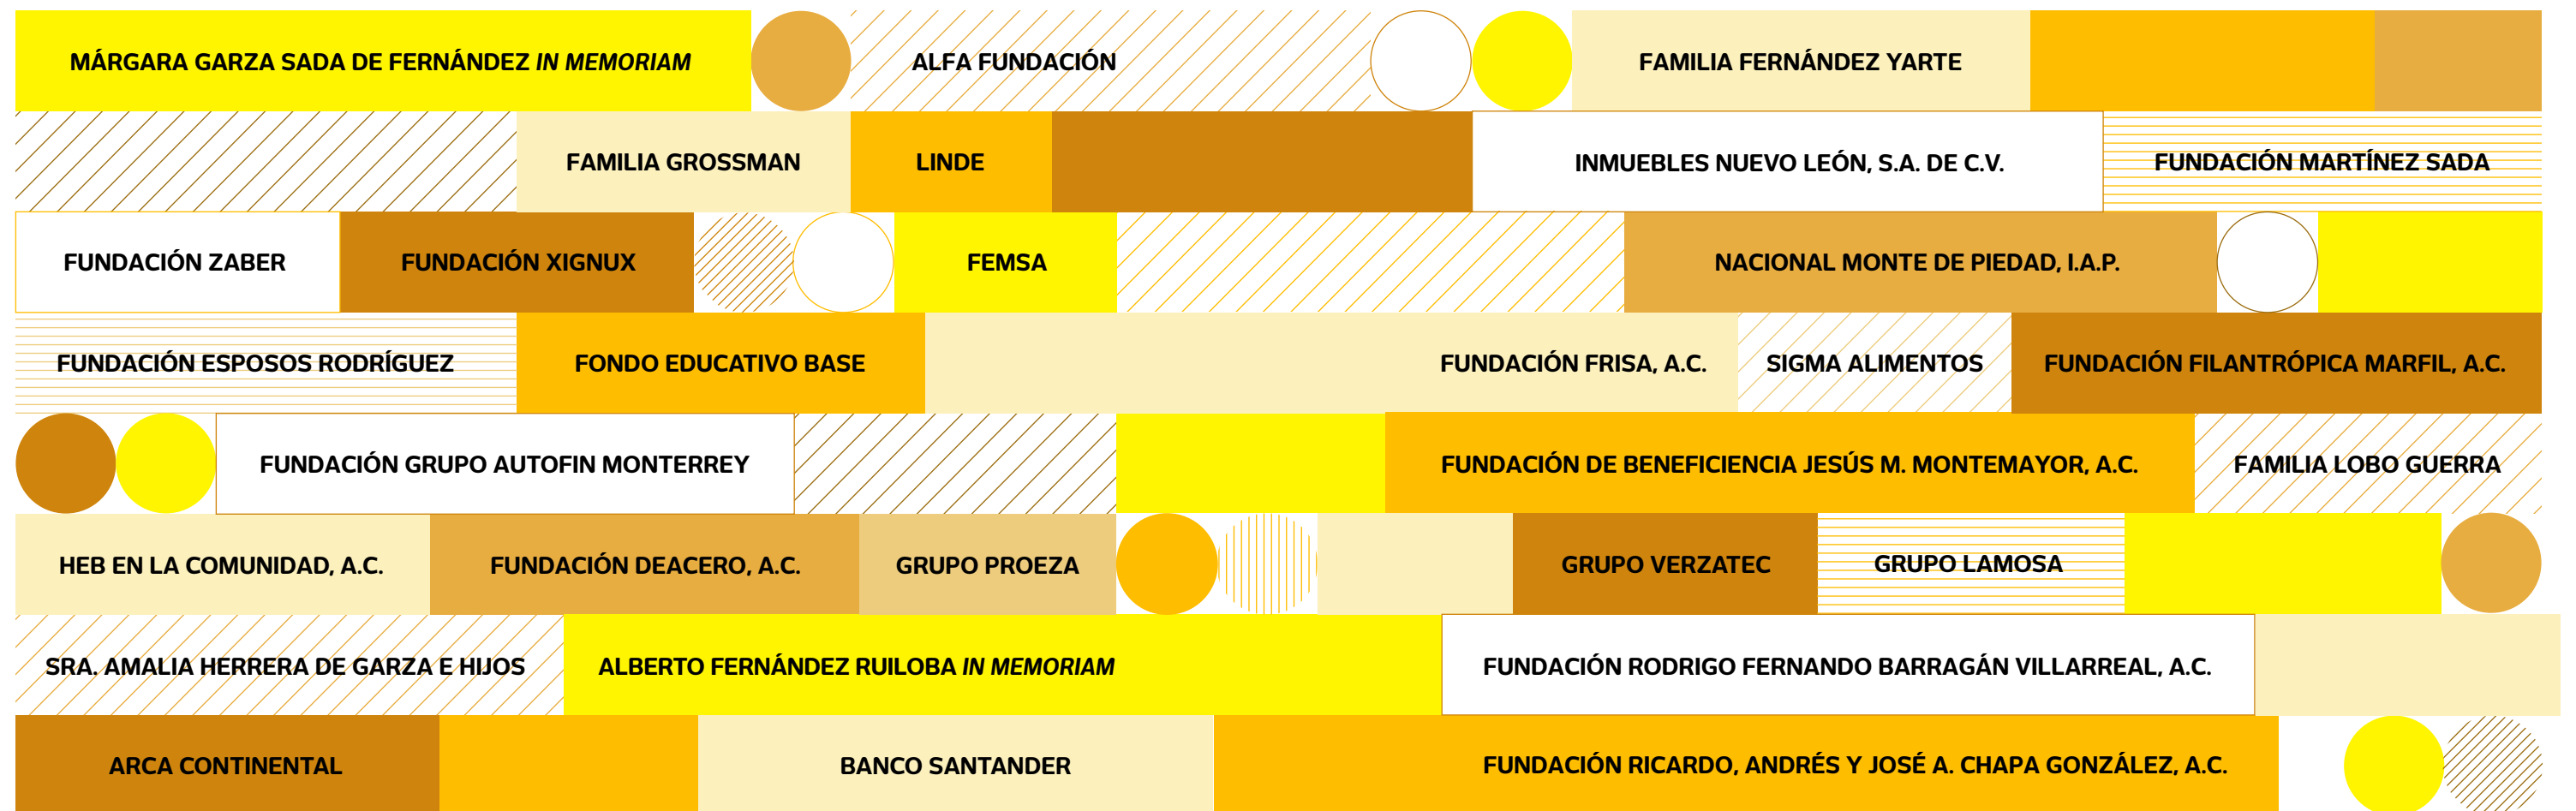 MÁRGARA GARZA SADA DE FERNÁNDEZ IN MEMORIAM
ALFA FUNDACIÓN
FAMILIA FERNÁNDEZ YARTE
FAMILIA GROSSMAN
LINDE
INMUEBLES NUEVO LEÓN, S.A. DE C.V.
FUNDACIÓN MARTÍNEZ SADA
FUNDACIÓN ZABER
FUNDACIÓN XIGNUX
FEMSA
NACIONAL MONTE DE PIEDAD, I.A.P.
FUNDACIÓN ESPOSOS RODRÍGUEZ
FONDO EDUCATIVO BASE
FUNDACIÓN FRISA, A.C.
SIGMA ALIMENTOS
FUNDACIÓN FILANTRÓPICA MARFIL, A.C.
FUNDACIÓN GRUPO AUTOFIN MONTERREY
FUNDACIÓN DE BENEFICIENCIA JESÚS M. MONTEMAYOR, A.C.
FAMILIA LOBO GUERRA
HEB EN LA COMUNIDAD, A.C.
FUNDACIÓN DEACERO, A.C.
GRUPO PROEZA
GRUPO VERZATEC
GRUPO LAMOSA
SRA. AMALIA HERRERA DE GARZA E HIJOS
ALBERTO FERNÁNDEZ RUILOBA IN MEMORIAM
FUNDACIÓN RODRIGO FERNANDO BARRAGÁN VILLARREAL, A.C.
ARCA CONTINENTAL
BANCO SANTANDER
FUNDACIÓN RICARDO, ANDRÉS Y JOSÉ A. CHAPA GONZÁLEZ, A.C.